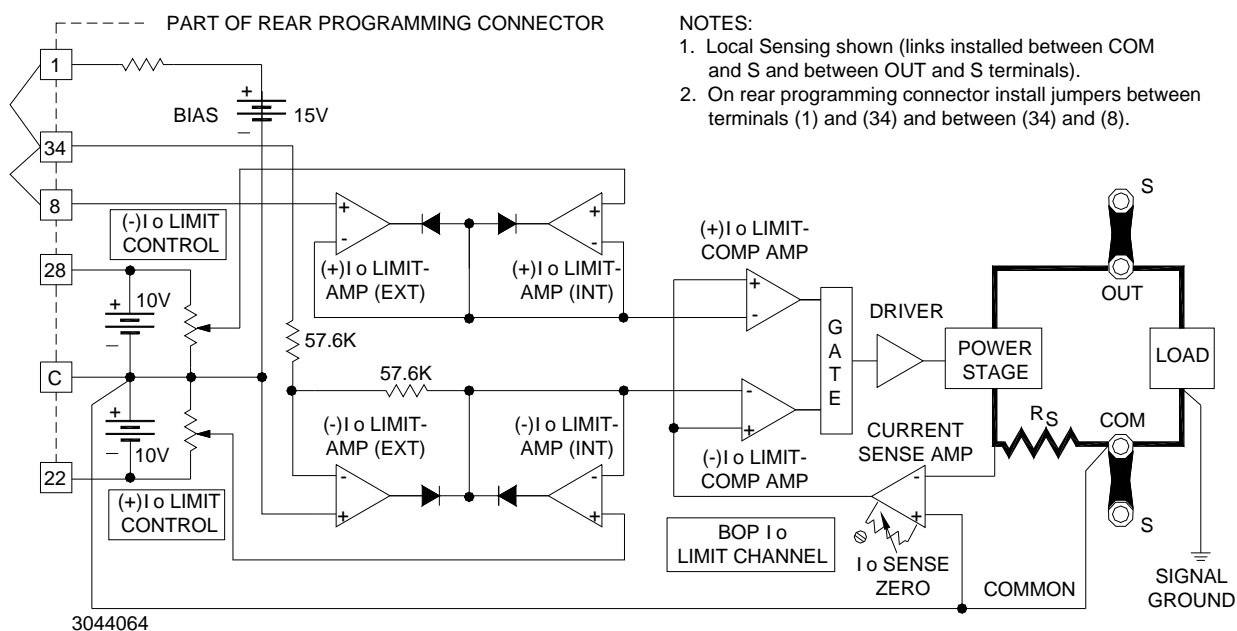 PART OF REAR PROGRAMMING CONNECTOR
NOTES:
1. Local Sensing shown (links installed between COM
and S and between OUT and S terminals).
2. On rear programming connector install jumpers between
terminals (1) and (34) and between (34) and (8).
1
+
BIAS
15V
–
34
8
(-)I o LIMIT
CONTROL
28
+
10V
–
C
+
10V
–
22
(+)I o LIMIT
CONTROL
+
-
(+)I o LIMIT-
AMP (EXT)
+
-
(+)I o LIMIT-
AMP (INT)
57.6K
57.6K
(-)I o LIMIT-
AMP (EXT)
-
+
(-)I o LIMIT-
AMP (INT)
-
+
(+)I o LIMIT-
COMP AMP
+
-
-
+
(-)I o LIMIT-
COMP AMP
G
A
T
E
DRIVER
POWER
STAGE
S
OUT
LOAD
RS
COM
S
CURRENT
SENSE AMP
-
+
BOP I o
LIMIT CHANNEL
I o SENSE
ZERO
COMMON
SIGNAL
GROUND
3044064